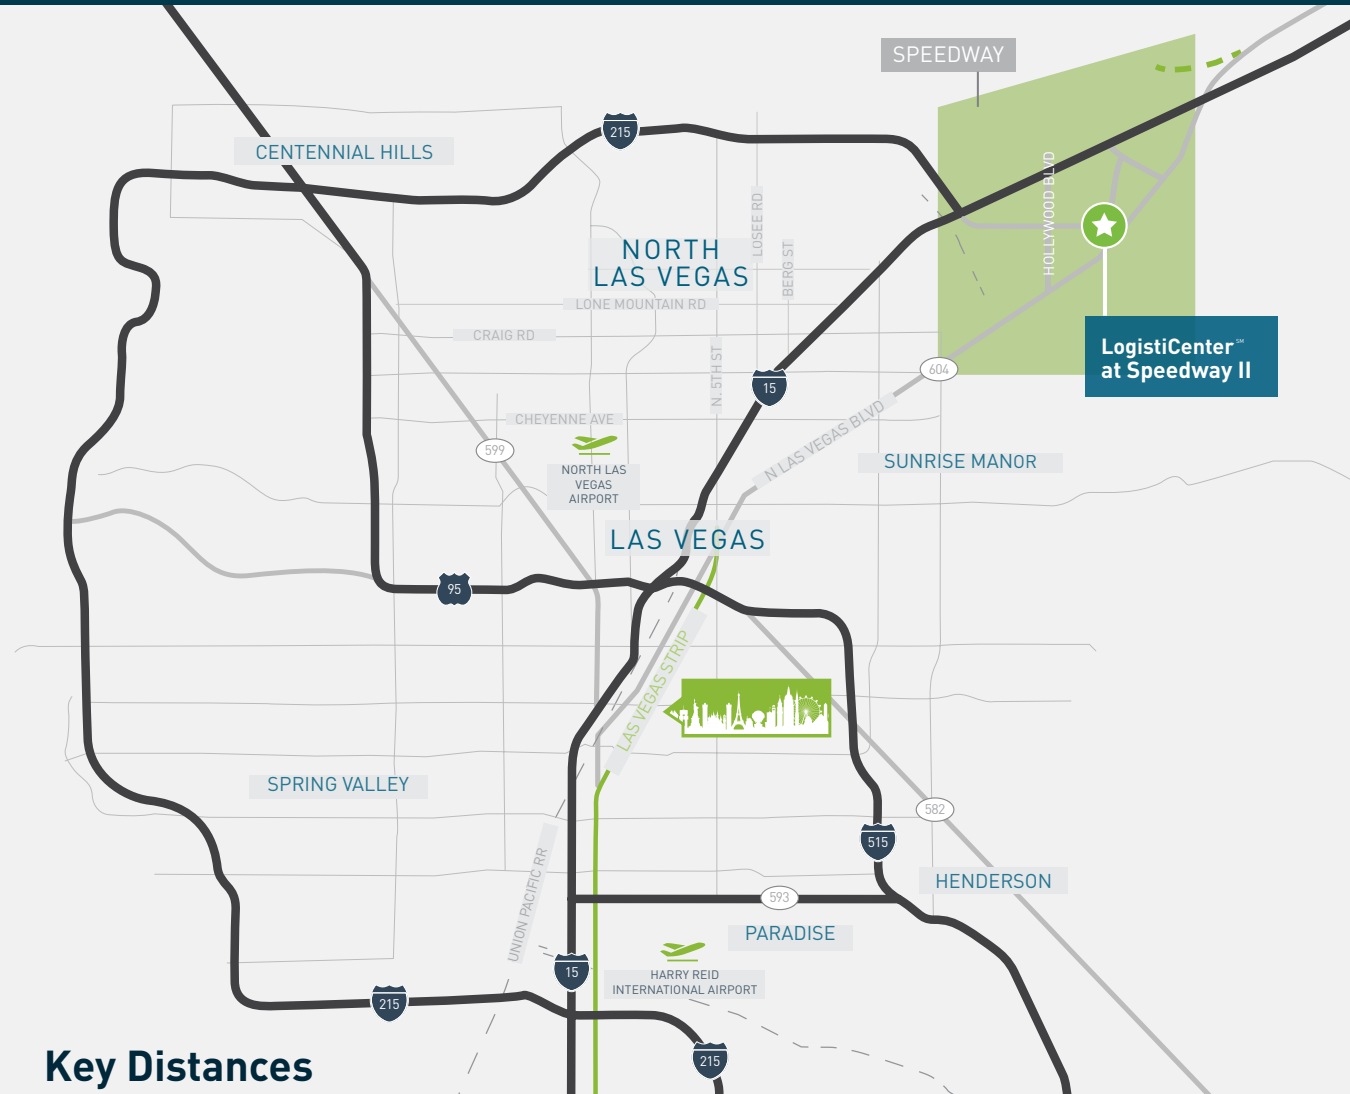 SPEEDWAY
215
CENTENNIAL HILLS
HOLLYWOOD BLVD
LOSEE RD
NORTH
LAS VEGAS
BERG ST
LONE MOUNTAIN RD
CRAIG RD
LogistiCenter℠
at Speedway II
N. 5TH ST
604
15
CHEYENNE AVE
N LAS VEGAS BLVD
599
SUNRISE MANOR
NORTH LAS
VEGAS
AIRPORT
LAS VEGAS
95
LAS VEGAS STRIP
SPRING VALLEY
582
515
UNION PACIFIC RR
HENDERSON
593
PARADISE
15
HARRY REID
INTERNATIONAL AIRPORT
215
215
Key Distances